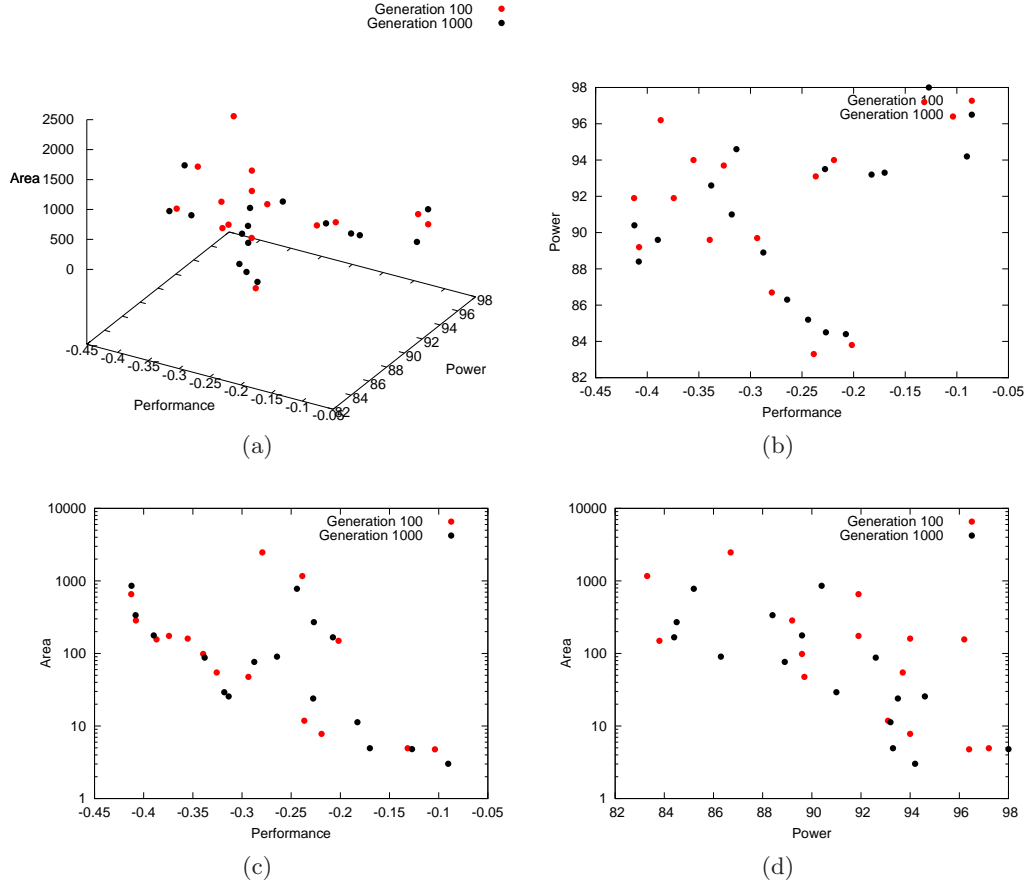 Generation 100
Generation 1000
2500
2000
1500
Area
1000
500
0
-0.45
-0.4
-0.35
-0.3
-0.25
-0.2
-0.15
-0.1
-0.05
Performance
82
84
86
88
90
92
94
96
98
Power
(a)
98
96
94
92
90
88
86
84
82
Power
Generation 100
Generation 1000
-0.45 -0.4 -0.35 -0.3 -0.25 -0.2 -0.15 -0.1 -0.05
Performance
(b)
10000
1000
100
10
1
Area
Generation 100
Generation 1000
-0.45 -0.4 -0.35 -0.3 -0.25 -0.2 -0.15 -0.1 -0.05
Performance
(c)
10000
1000
100
10
1
Area
Generation 100
Generation 1000
82 84 86 88 90 92 94 96 98
Power
(d)